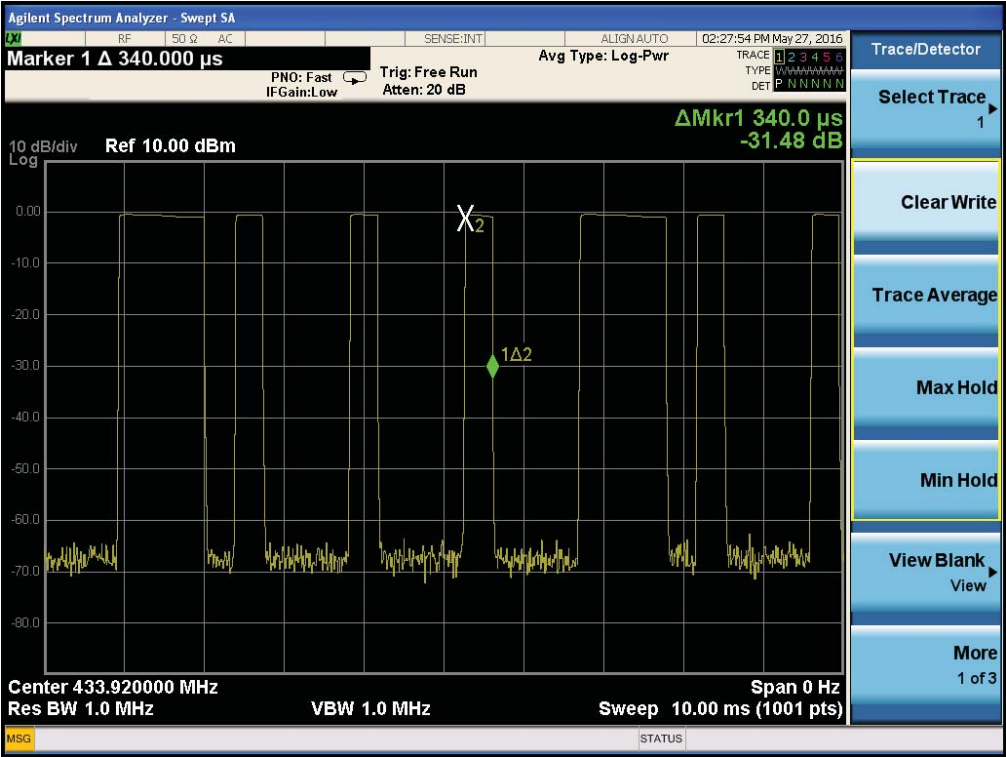 Agilent Spectrum Analyzer - Swept SA
LXI RF 50 Ω AC SENSE:INT ALIGN AUTO 02:27:54 PM May 27, 2016
Marker 1 Δ 340.000 µs
PNO: Fast
IFGain:Low
Trig: Free Run
Atten: 20 dB
Avg Type: Log-Pwr
TRACE 1 2 3 4 5 6
TYPE WWWWWW
DET P N N N N N
ΔMkr1 340.0 µs
-31.48 dB
10 dB/div Ref 10.00 dBm
Log
0.00
-10.0
-20.0
-30.0
-40.0
-50.0
-60.0
-70.0
-80.0
X2
1Δ2
Center 433.920000 MHz Span 0 Hz
Res BW 1.0 MHz VBW 1.0 MHz Sweep 10.00 ms (1001 pts)
MSG STATUS
Trace/Detector
Select Trace
1
Clear Write
Trace Average
Max Hold
Min Hold
View Blank
View
More
1 of 3